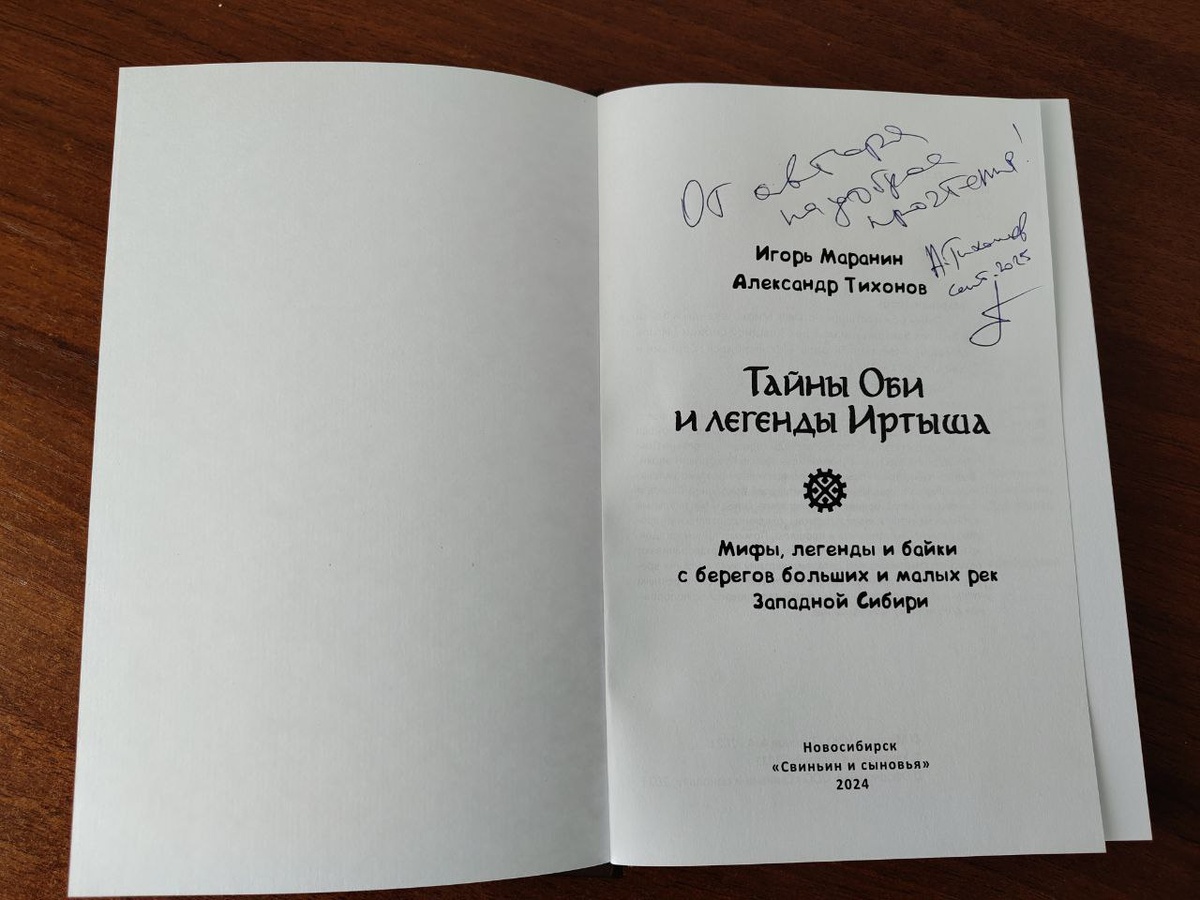 От автора
на доброе
прочтение!
А. Тихонов
сент. 2025
Игорь Маранин
Александр Тихонов
Тайны Оби
и легенды Иртыша
Мифы, легенды и байки
с берегов больших и малых рек
Западной Сибири
Новосибирск
«Свиньин и сыновья»
2024